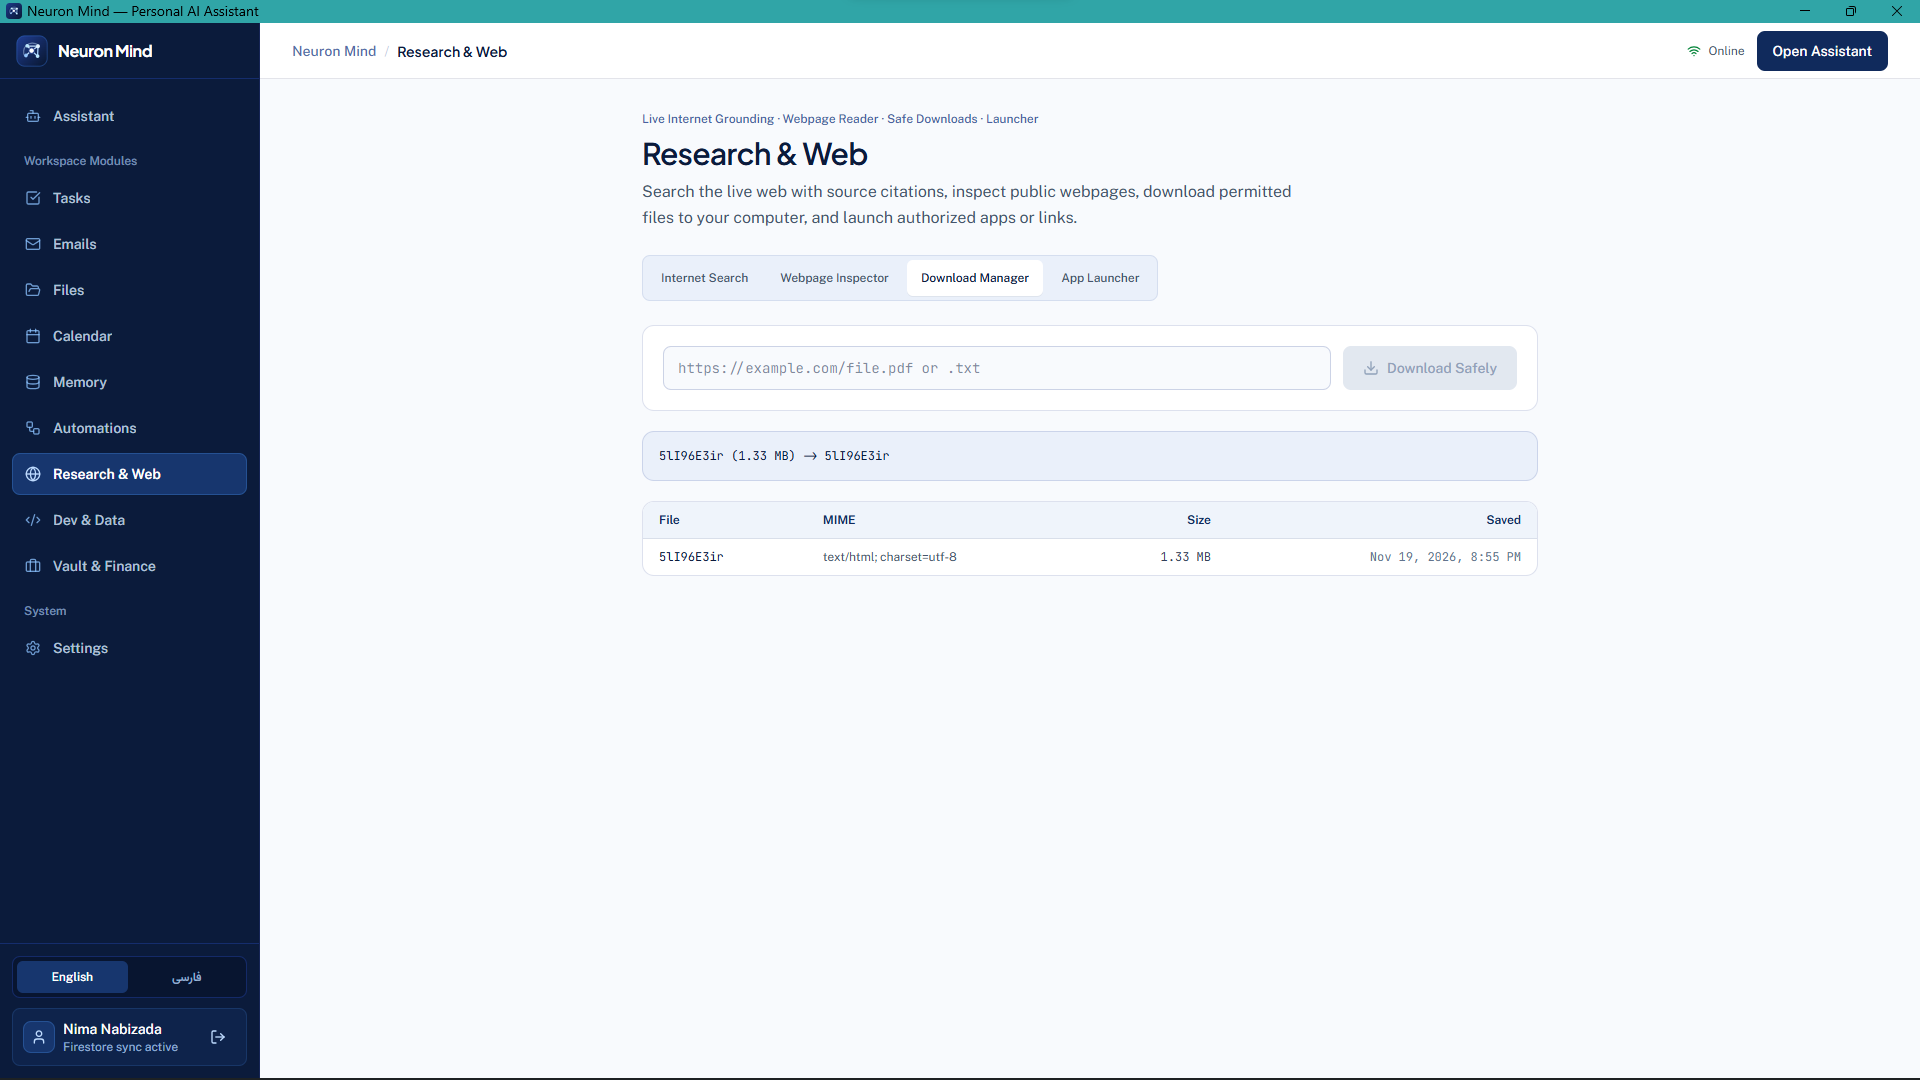 Neuron Mind — Personal AI Assistant
Neuron Mind
Neuron Mind / Research & Web
Online
Open Assistant
Assistant
Workspace Modules
Tasks
Emails
Files
Calendar
Memory
Automations
Research & Web
Dev & Data
Vault & Finance
System
Settings
English
فارسی
Nima Nabizada
Firestore sync active
Live Internet Grounding · Webpage Reader · Safe Downloads · Launcher
Research & Web
Search the live web with source citations, inspect public webpages, download permitted
files to your computer, and launch authorized apps or links.
Internet Search
Webpage Inspector
Download Manager
App Launcher
https://example.com/file.pdf or .txt
Download Safely
5lI96E3ir (1.33 MB) → 5lI96E3ir
File MIME Size Saved
5lI96E3ir text/html; charset=utf-8 1.33 MB Nov 19, 2026, 8:55 PM